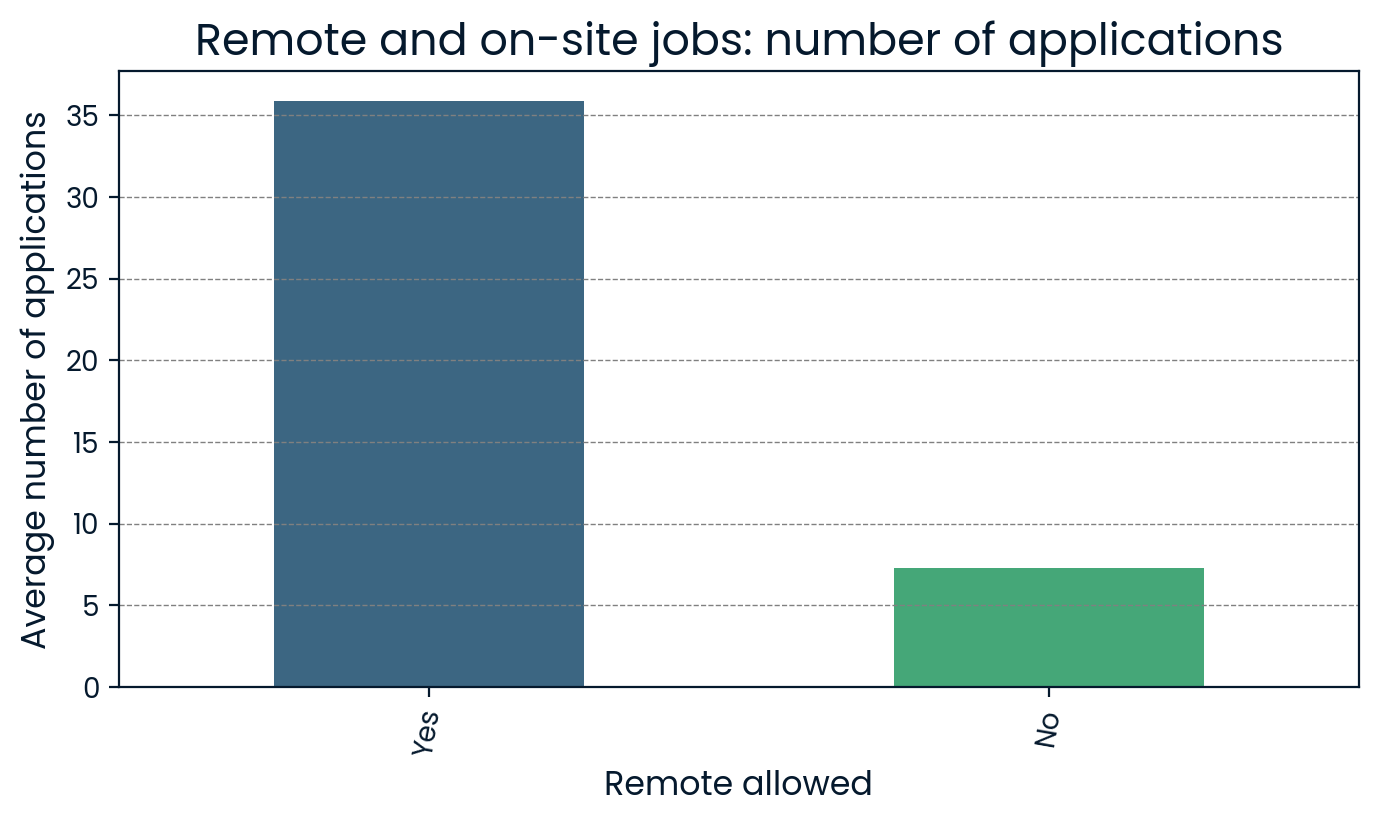 Remote and on-site jobs: number of applications
Average number of applications
35
30
25
20
15
10
5
0
Yes
No
Remote allowed